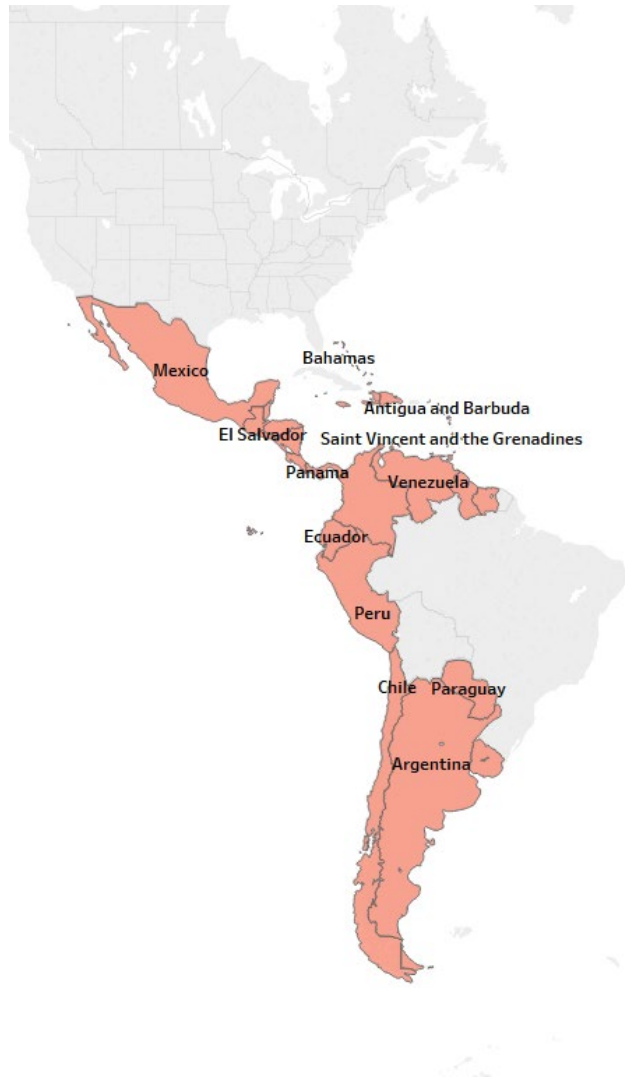 Bahamas
Mexico
Antigua and Barbuda
El Salvador
Saint Vincent and the Grenadines
Panama
Venezuela
Ecuador
Peru
Chile
Paraguay
Argentina